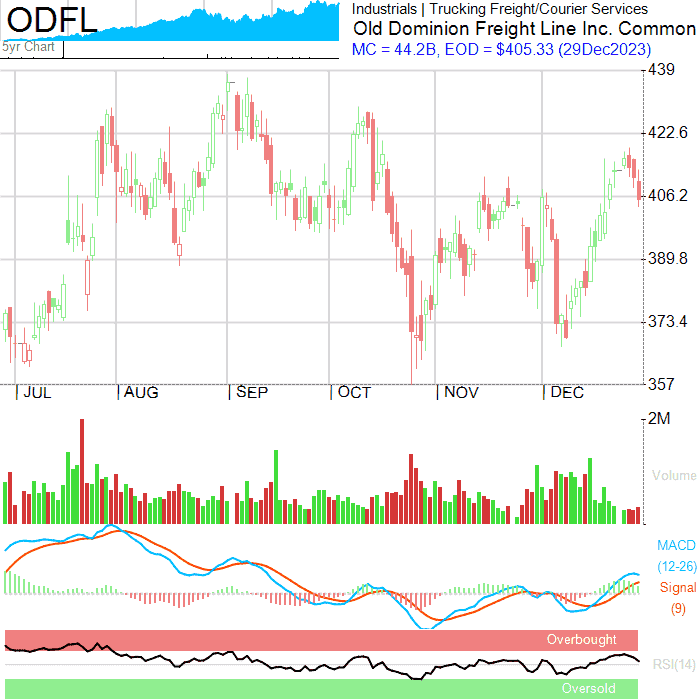 ODFL
5yr Chart
Industrials | Trucking Freight/Courier Services
Old Dominion Freight Line Inc. Common
MC = 44.2B, EOD = $405.33 (29Dec2023)
439
422.6
406.2
389.8
373.4
357
JUL AUG SEP OCT NOV DEC
2M
Volume
MACD
(12-26)
Signal
(9)
Overbought
RSI(14)
Oversold